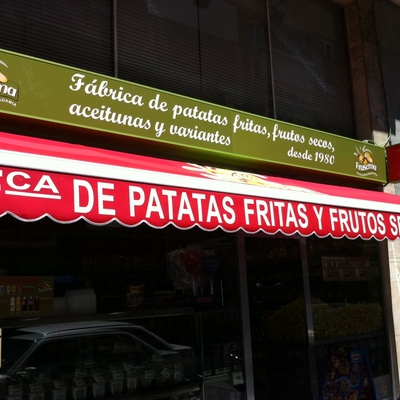 Fábrica de patatas fritas, frutos secos,
aceitunas y variantes
desde 1980
DE PATATAS FRITAS Y FRUTOS